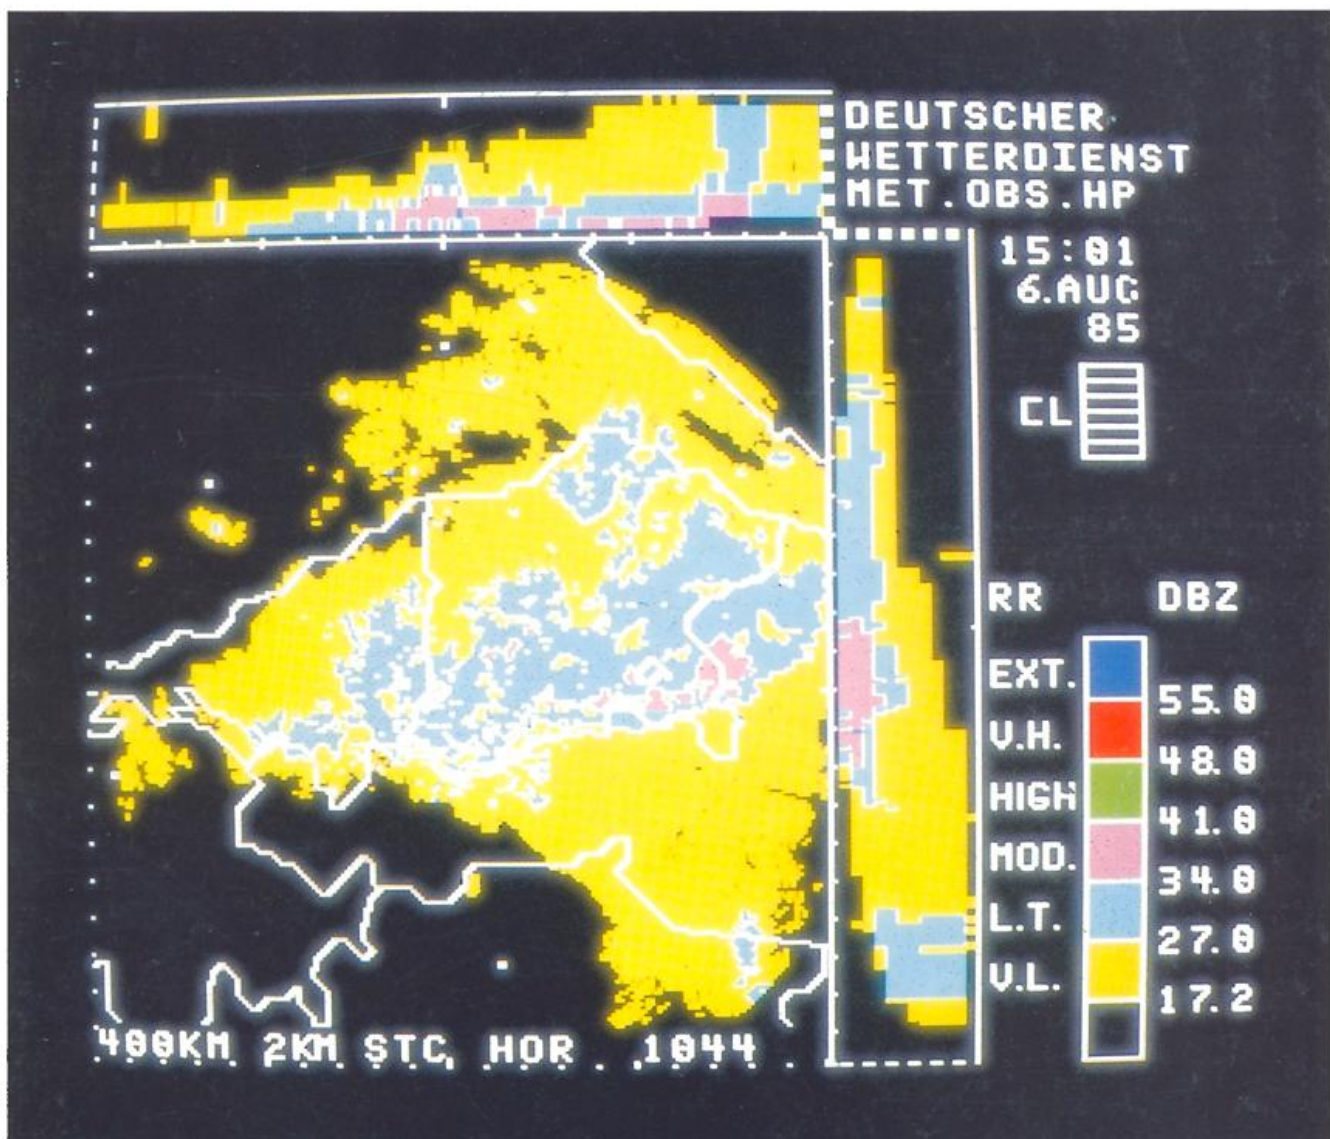 DEUTSCHER
WETTERDIENST
MET.OBS.HP
15:01
6.AUG
85
CL
RR DBZ
EXT.
55.0
V.H.
48.0
HIGH
41.0
MOD.
34.0
L.T.
27.0
V.L.
17.2
400KM 2KM STC, HOR 1044